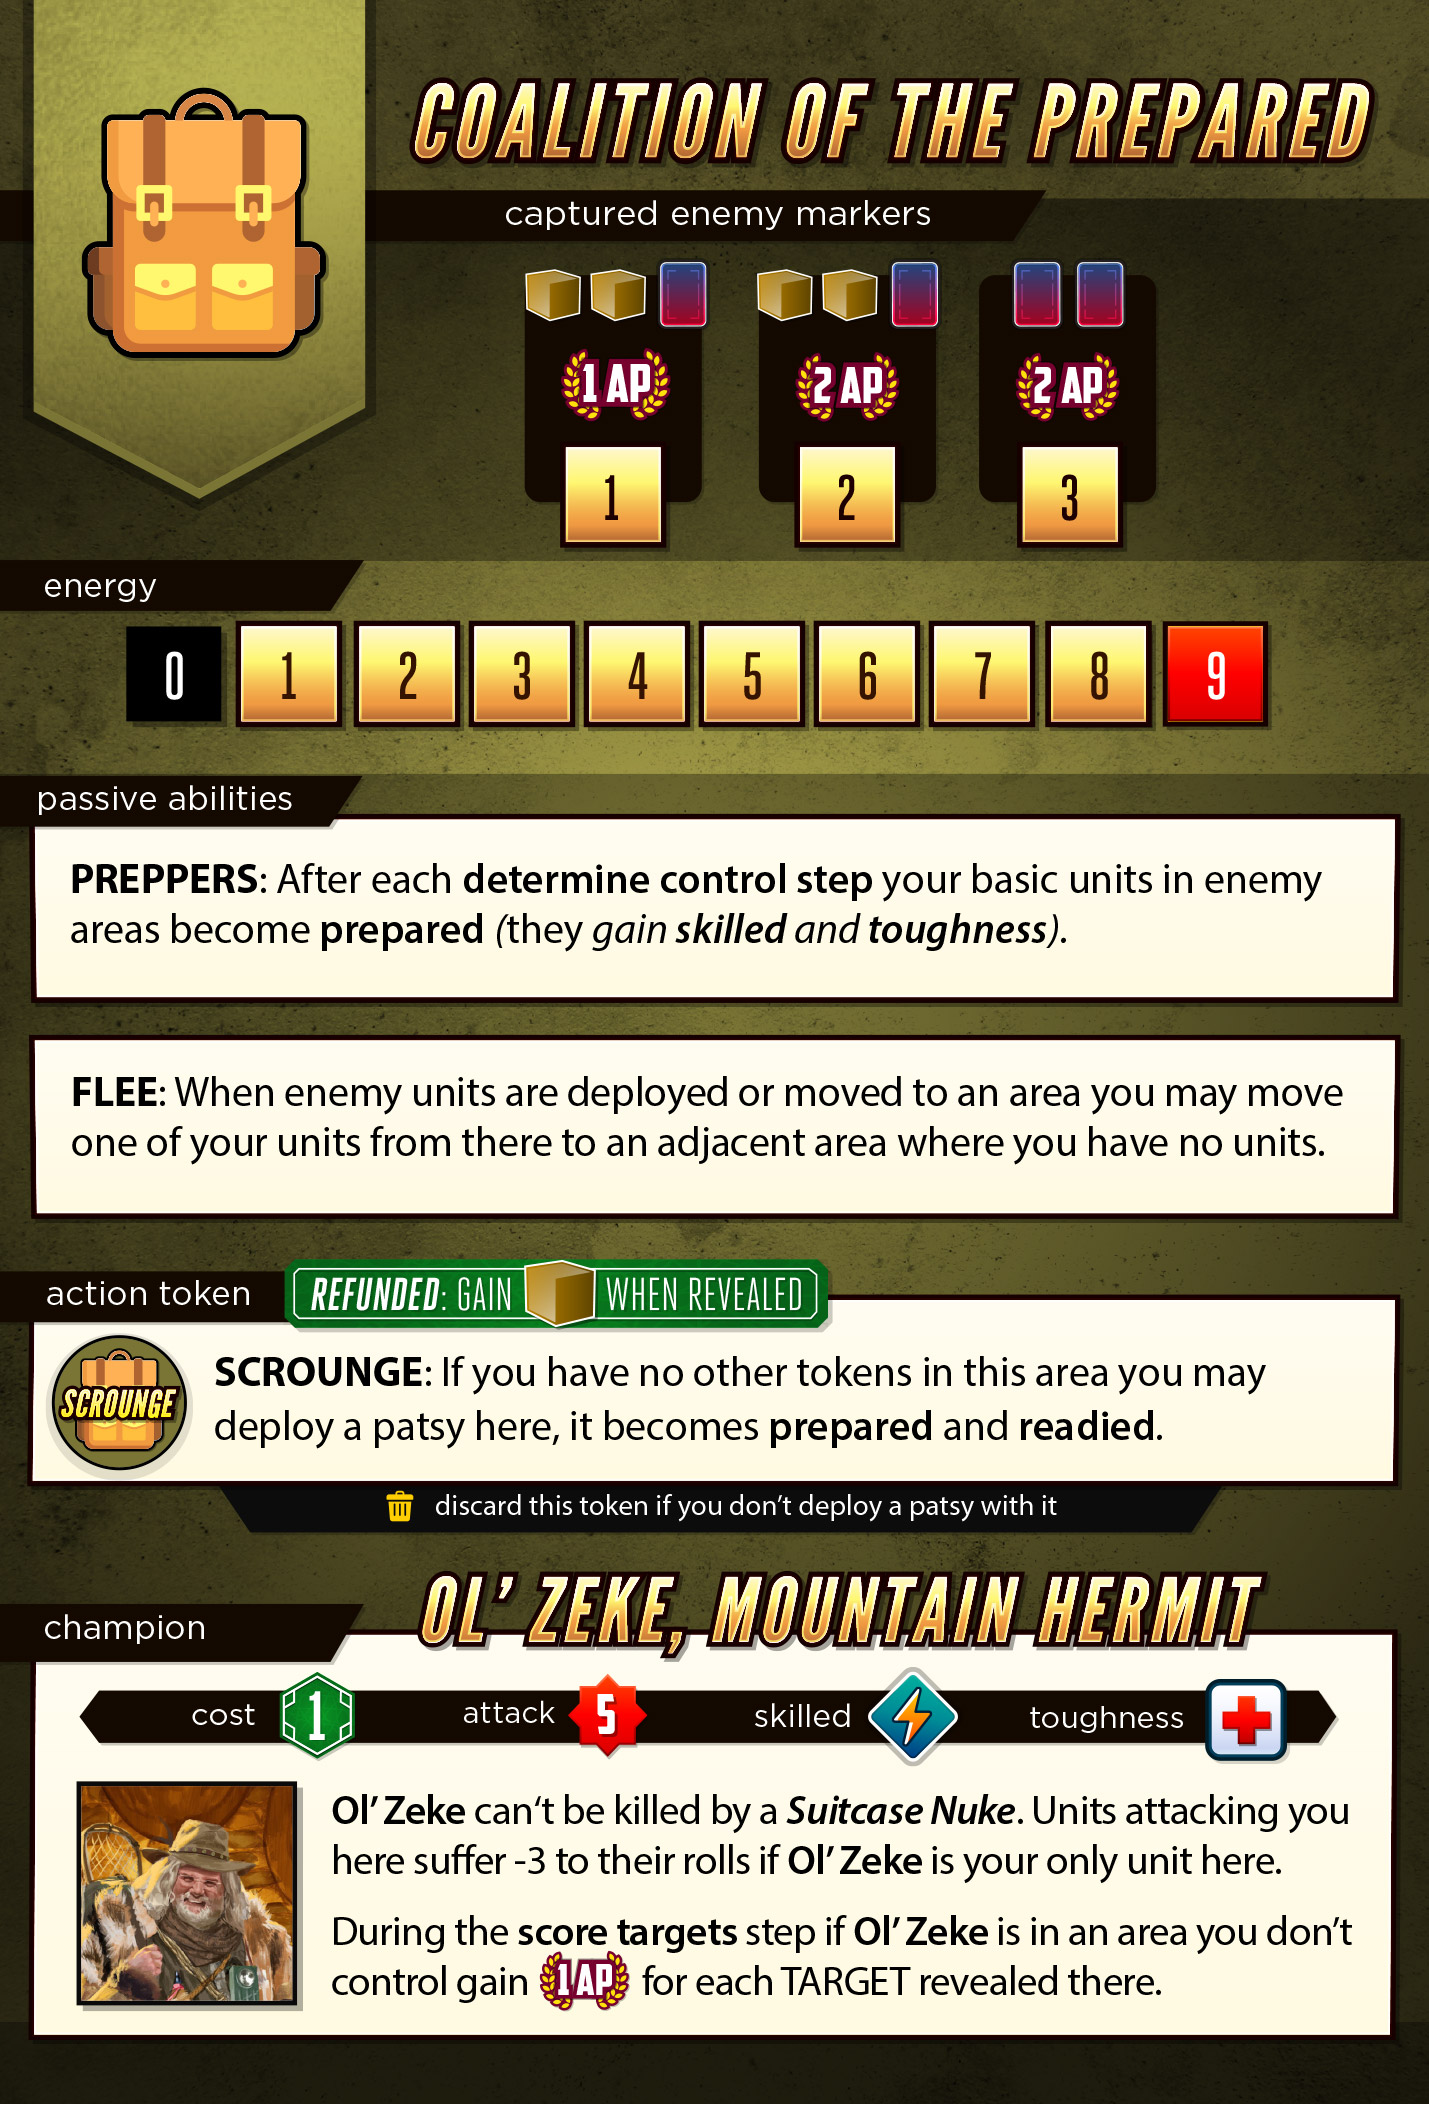 COALITION OF THE PREPARED
captured enemy markers
1 AP
2 AP
2 AP
1
2
3
energy
0 1 2 3 4 5 6 7 8 9
passive abilities
PREPPERS: After each determine control step your basic units in enemy
areas become prepared (they gain skilled and toughness).
FLEE: When enemy units are deployed or moved to an area you may move
one of your units from there to an adjacent area where you have no units.
action token
REFUNDED: GAIN WHEN REVEALED
SCROUNGE
SCROUNGE: If you have no other tokens in this area you may
deploy a patsy here, it becomes prepared and readied.
discard this token if you don't deploy a patsy with it
OL' ZEKE, MOUNTAIN HERMIT
champion
cost 1 attack 5 skilled toughness
Ol' Zeke can't be killed by a Suitcase Nuke. Units attacking you
here suffer -3 to their rolls if Ol' Zeke is your only unit here.
During the score targets step if Ol' Zeke is in an area you don't
control gain 1 AP for each TARGET revealed there.